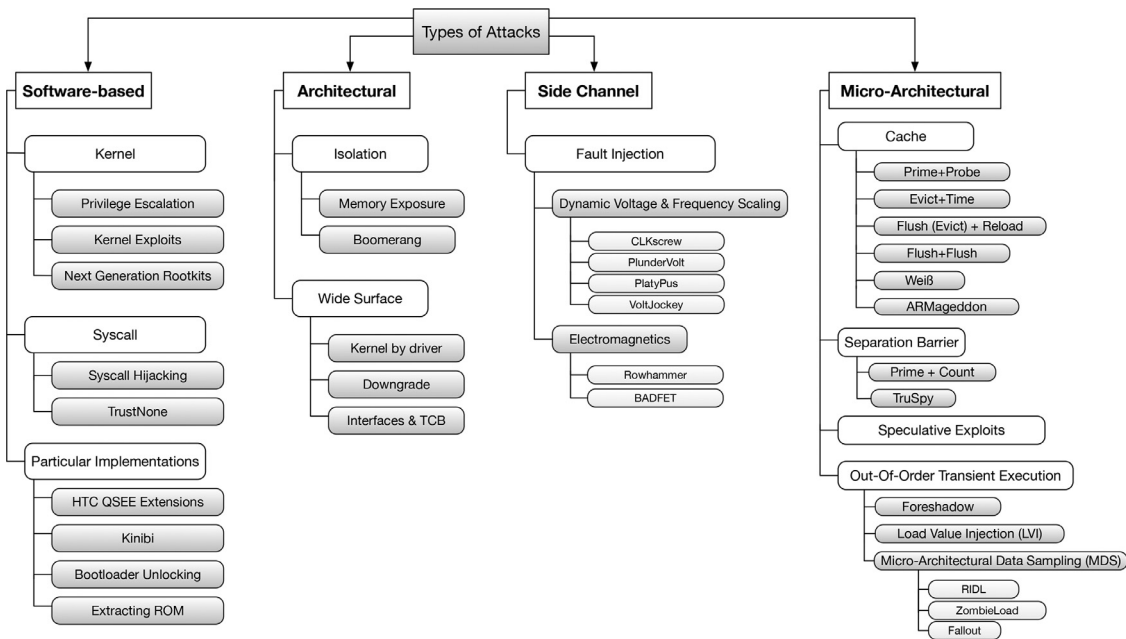 Types of Attacks
Software-based
Kernel
Privilege Escalation
Kernel Exploits
Next Generation Rootkits
Syscall
Syscall Hijacking
TrustNone
Particular Implementations
HTC QSEE Extensions
Kinibi
Bootloader Unlocking
Extracting ROM
Architectural
Isolation
Memory Exposure
Boomerang
Wide Surface
Kernel by driver
Downgrade
Interfaces & TCB
Side Channel
Fault Injection
Dynamic Voltage & Frequency Scaling
CLKscrew
PlunderVolt
PlatyPus
VoltJockey
Electromagnetics
Rowhammer
BADFET
Micro-Architectural
Cache
Prime+Probe
Evict+Time
Flush (Evict) + Reload
Flush+Flush
Weiß
ARMageddon
Separation Barrier
Prime + Count
TruSpy
Speculative Exploits
Out-Of-Order Transient Execution
Foreshadow
Load Value Injection (LVI)
Micro-Architectural Data Sampling (MDS)
RIDL
ZombieLoad
Fallout